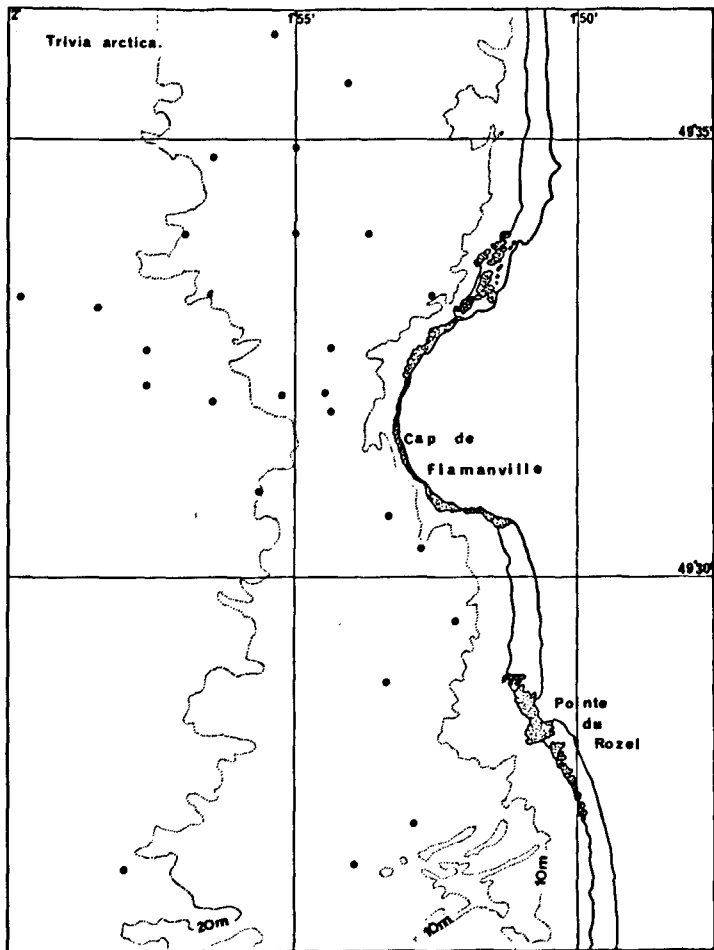 2°
1°55'
1°50'
Trivia arctica.
49°35'
Cap de
Flamanville
49°30'
Pointe
du
Rozel
10m
20m
10m